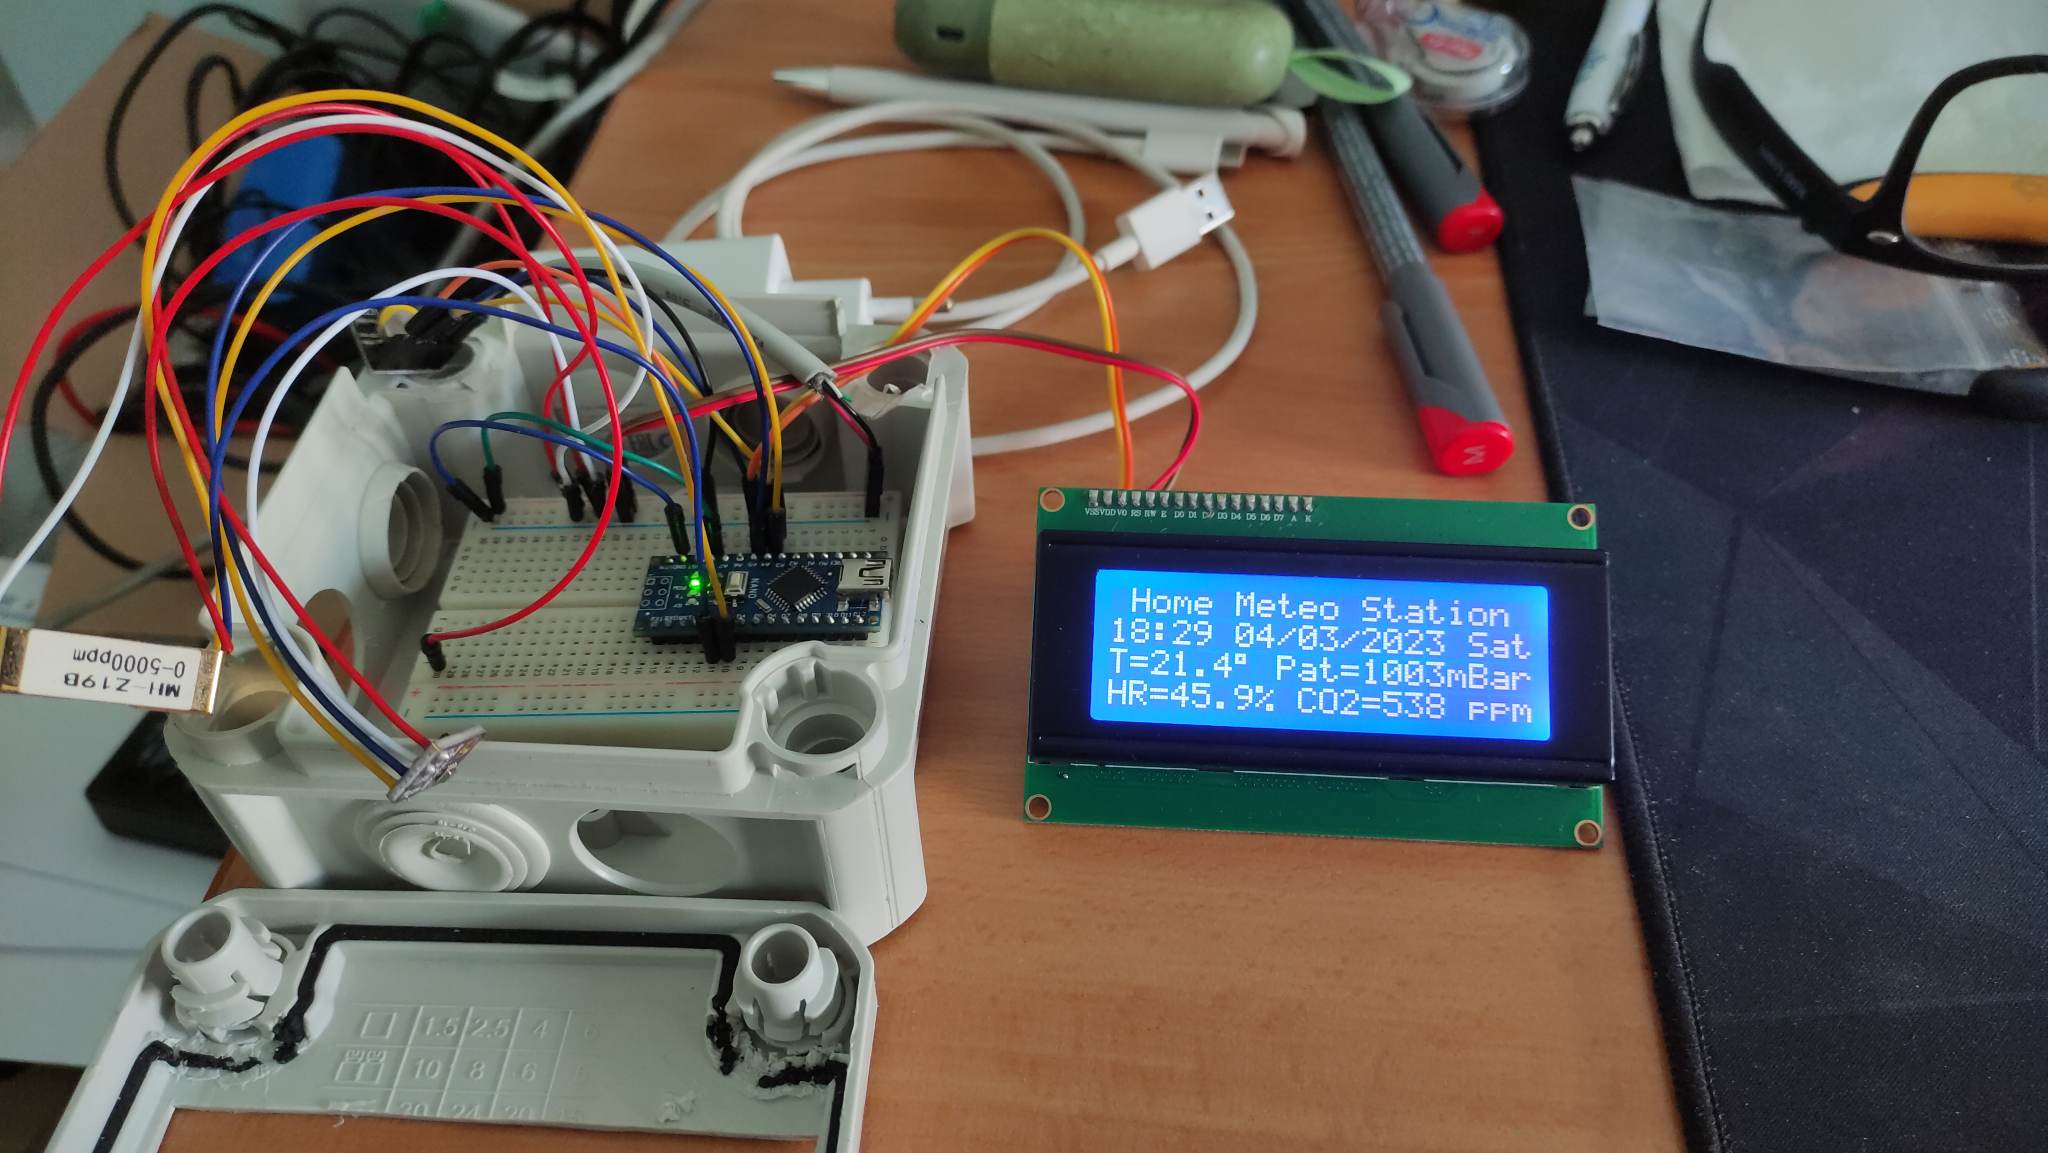 Home Meteo Station
18:29 04/03/2023 Sat
T=21.4° Pat=1003mBar
HR=45.9% CO2=538 ppm
VSS VDD V0 RS RW E D0 D1 D2 D3 D4 D5 D6 D7 A K
MH-Z19B
0-5000ppm
NANO
M
1.5 2.5 4
10 8 6
20 24 20